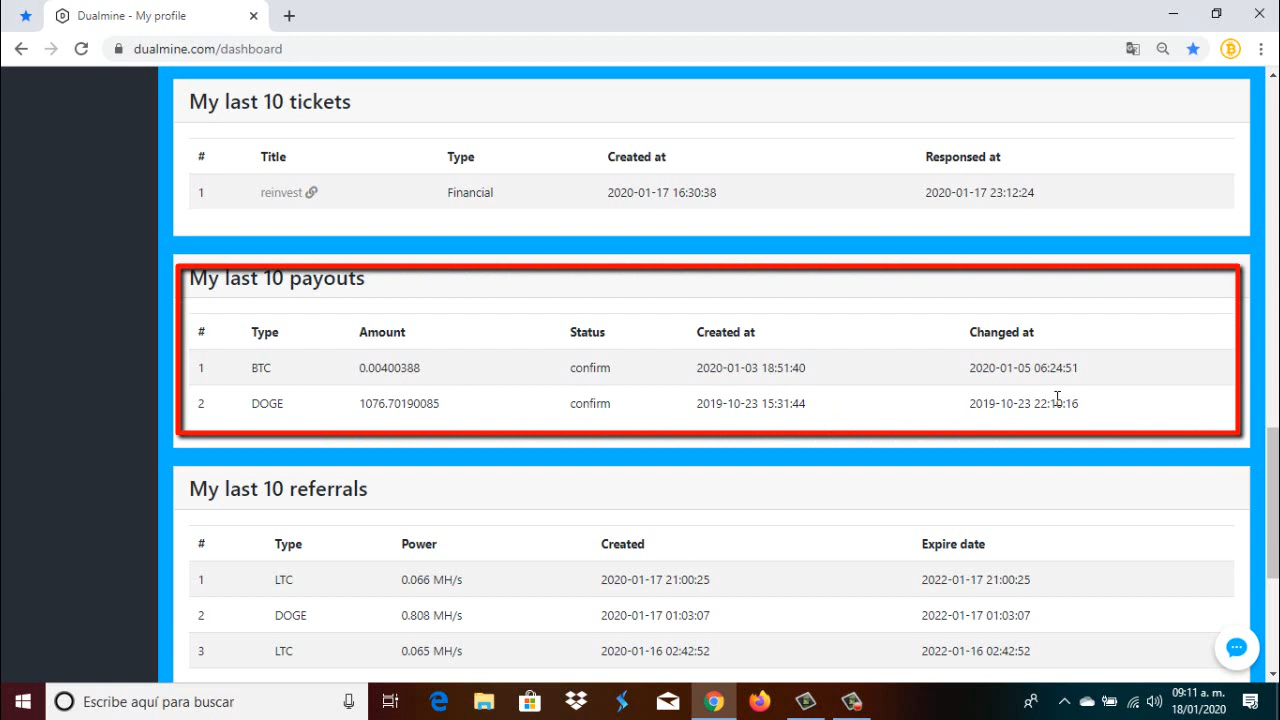 Dualmine - My profile
dualmine.com/dashboard
My last 10 tickets
# Title Type Created at Responsed at
1 reinvest Financial 2020-01-17 16:30:38 2020-01-17 23:12:24
My last 10 payouts
# Type Amount Status Created at Changed at
1 BTC 0.00400388 confirm 2020-01-03 18:51:40 2020-01-05 06:24:51
2 DOGE 1076.70190085 confirm 2019-10-23 15:31:44 2019-10-23 22:10:16
My last 10 referrals
# Type Power Created Expire date
1 LTC 0.066 MH/s 2020-01-17 21:00:25 2022-01-17 21:00:25
2 DOGE 0.808 MH/s 2020-01-17 01:03:07 2022-01-17 01:03:07
3 LTC 0.065 MH/s 2020-01-16 02:42:52 2022-01-16 02:42:52
Escribe aquí para buscar
09:11 a. m.
18/01/2020